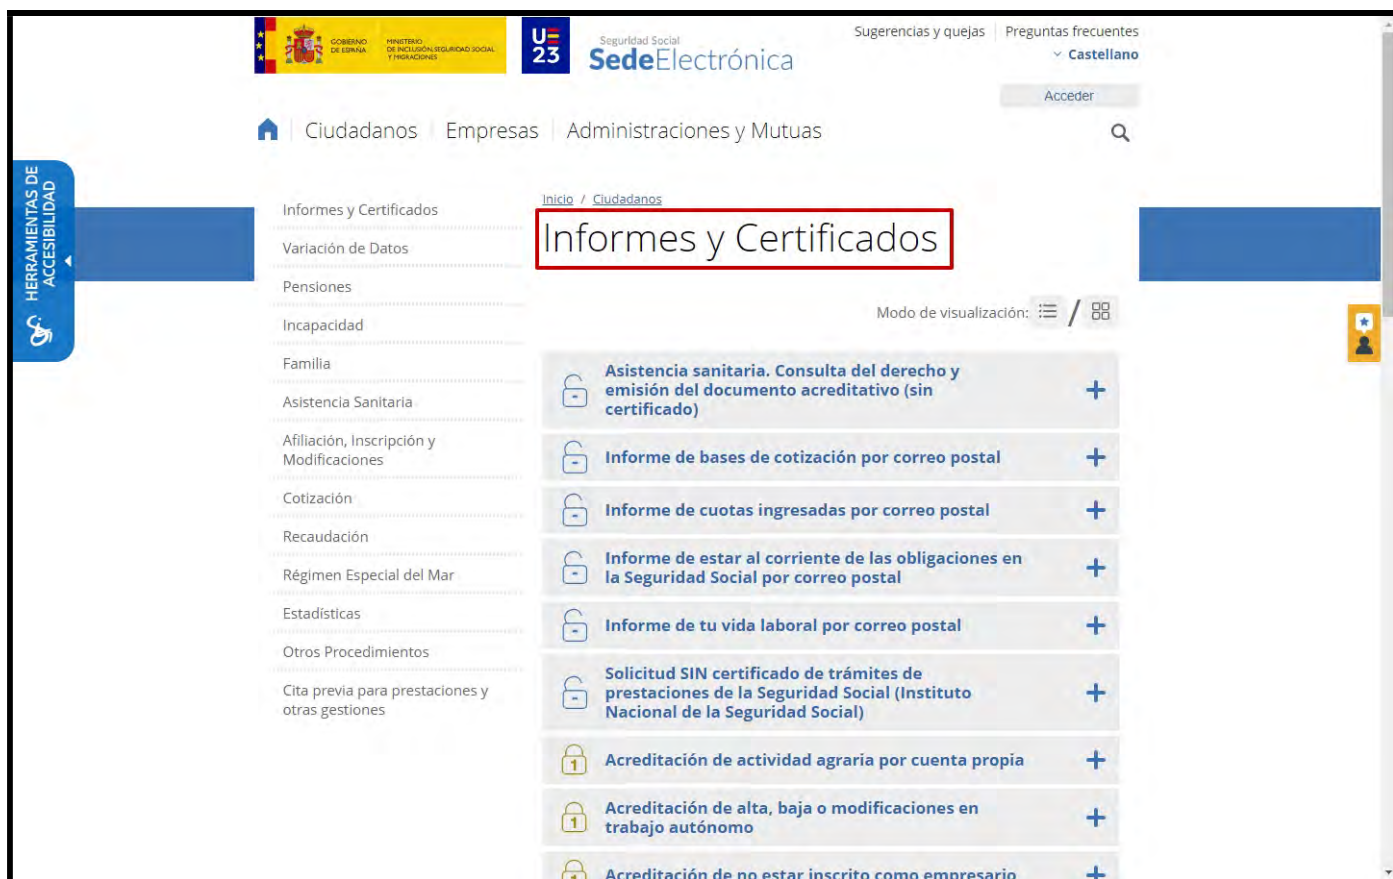 GOBIERNO
DE ESPAÑA
MINISTERIO
DE INCLUSIÓN, SEGURIDAD SOCIAL
Y MIGRACIONES
UE
23
Seguridad Social
SedeElectrónica
Sugerencias y quejas
Preguntas frecuentes
Castellano
Acceder
Ciudadanos
Empresas
Administraciones y Mutuas
HERRAMIENTAS DE
ACCESIBILIDAD
Informes y Certificados
Variación de Datos
Pensiones
Incapacidad
Familia
Asistencia Sanitaria
Afiliación, Inscripción y
Modificaciones
Cotización
Recaudación
Régimen Especial del Mar
Estadísticas
Otros Procedimientos
Cita previa para prestaciones y
otras gestiones
Inicio / Ciudadanos
Informes y Certificados
Modo de visualización: /
Asistencia sanitaria. Consulta del derecho y
emisión del documento acreditativo (sin
certificado)
Informe de bases de cotización por correo postal
Informe de cuotas ingresadas por correo postal
Informe de estar al corriente de las obligaciones en
la Seguridad Social por correo postal
Informe de tu vida laboral por correo postal
Solicitud SIN certificado de trámites de
prestaciones de la Seguridad Social (Instituto
Nacional de la Seguridad Social)
1
Acreditación de actividad agraria por cuenta propia
1
Acreditación de alta, baja o modificaciones en
trabajo autónomo
1
Acreditación de no estar inscrito como empresario